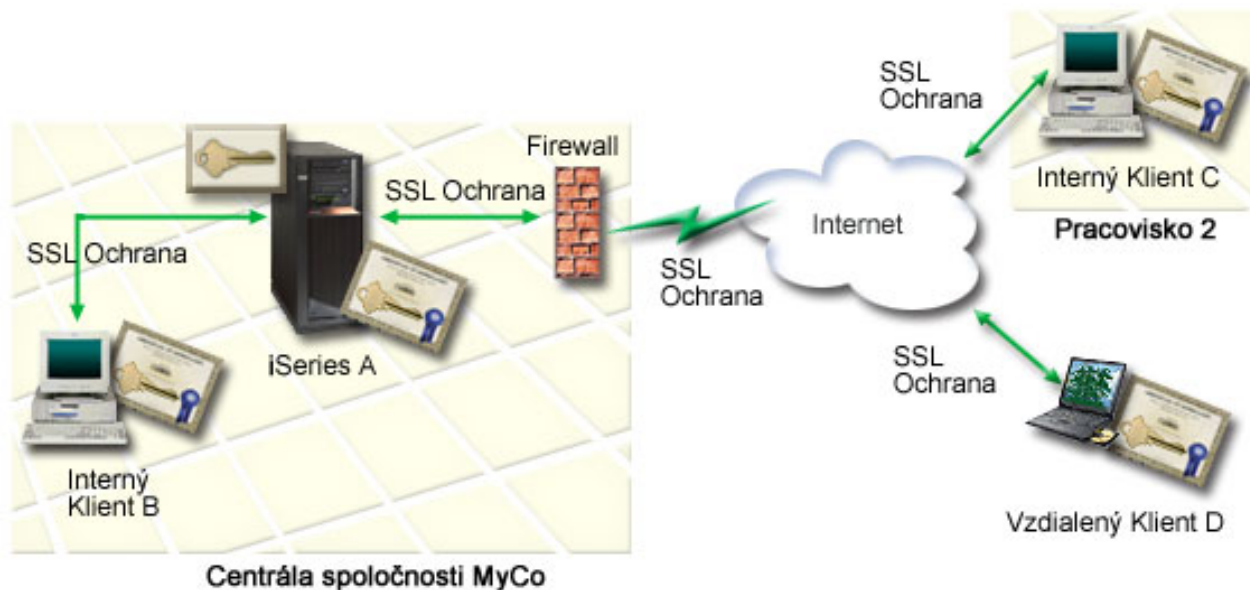 SSL
Ochrana
Interný Klient C
Pracovisko 2
Firewall
SSL Ochrana
SSL Ochrana
Internet
SSL
Ochrana
iSeries A
SSL
Ochrana
Interný
Klient B
Vzdialený Klient D
Centrála spoločnosti MyCo